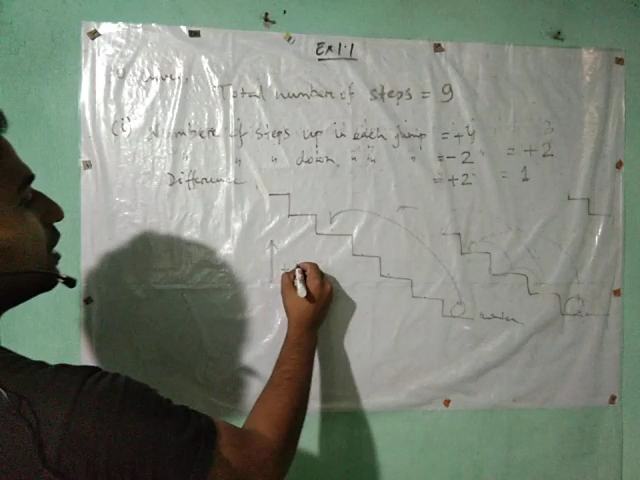 Ex 1.1
Total number of steps = 9
(i) Number of steps up in each jump = +4 3
" " " down " " " = -2 " = +2
Difference = +2 = 1